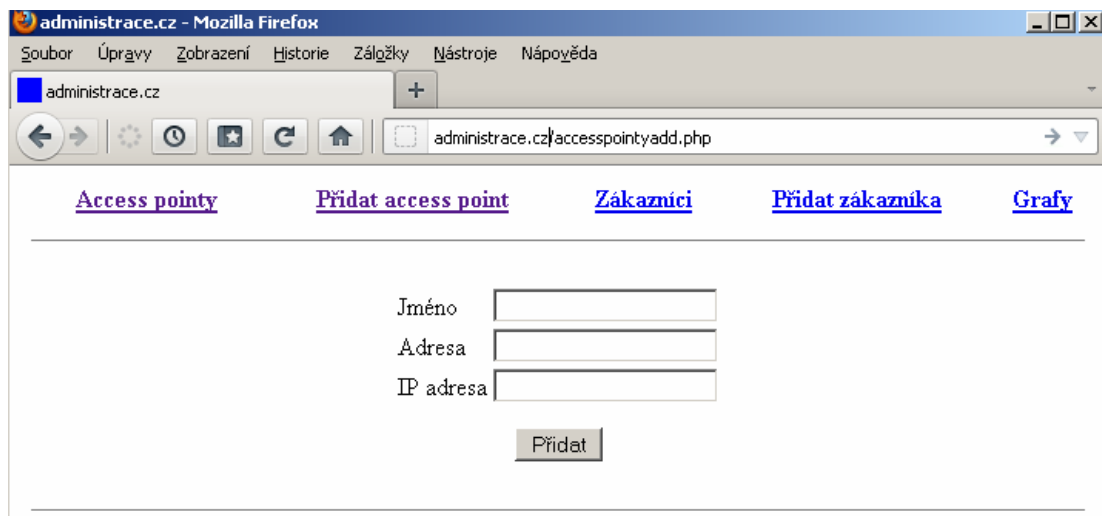 administrace.cz - Mozilla Firefox
Soubor Úpravy Zobrazení Historie Záložky Nástroje Nápověda
administrace.cz
administrace.cz/accesspointyadd.php
Access pointy Přidat access point Zákazníci Přidat zákazníka Grafy
Jméno
Adresa
IP adresa
Přidat